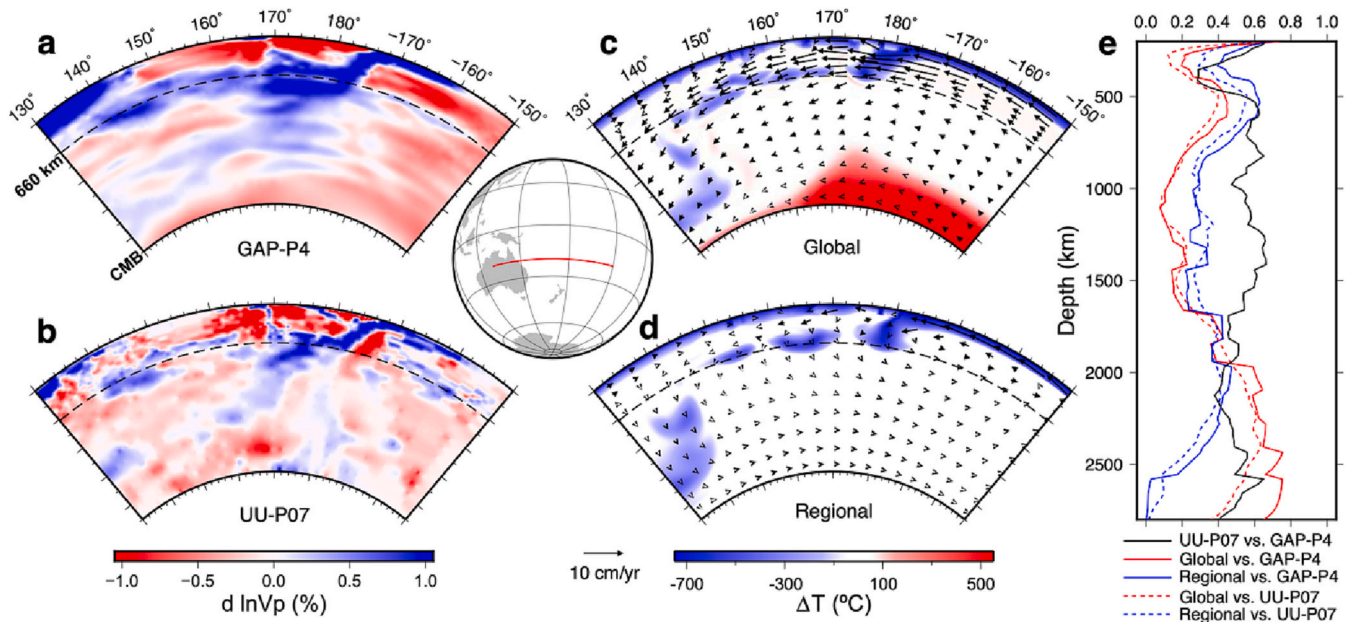 a
130°
140°
150°
160°
170°
180°
-170°
-160°
-150°
660 km
CMB
GAP-P4
b
UU-P07
−1.0 −0.5 0.0 0.5 1.0
d lnVp (%)
c
130°
140°
150°
160°
170°
180°
-170°
-160°
-150°
Global
d
Regional
10 cm/yr
-700 -300 100 500
ΔT (ºC)
e
0.0 0.2 0.4 0.6 0.8 1.0
500
1000
1500
2000
2500
Depth (km)
UU-P07 vs. GAP-P4
Global vs. GAP-P4
Regional vs. GAP-P4
Global vs. UU-P07
Regional vs. UU-P07